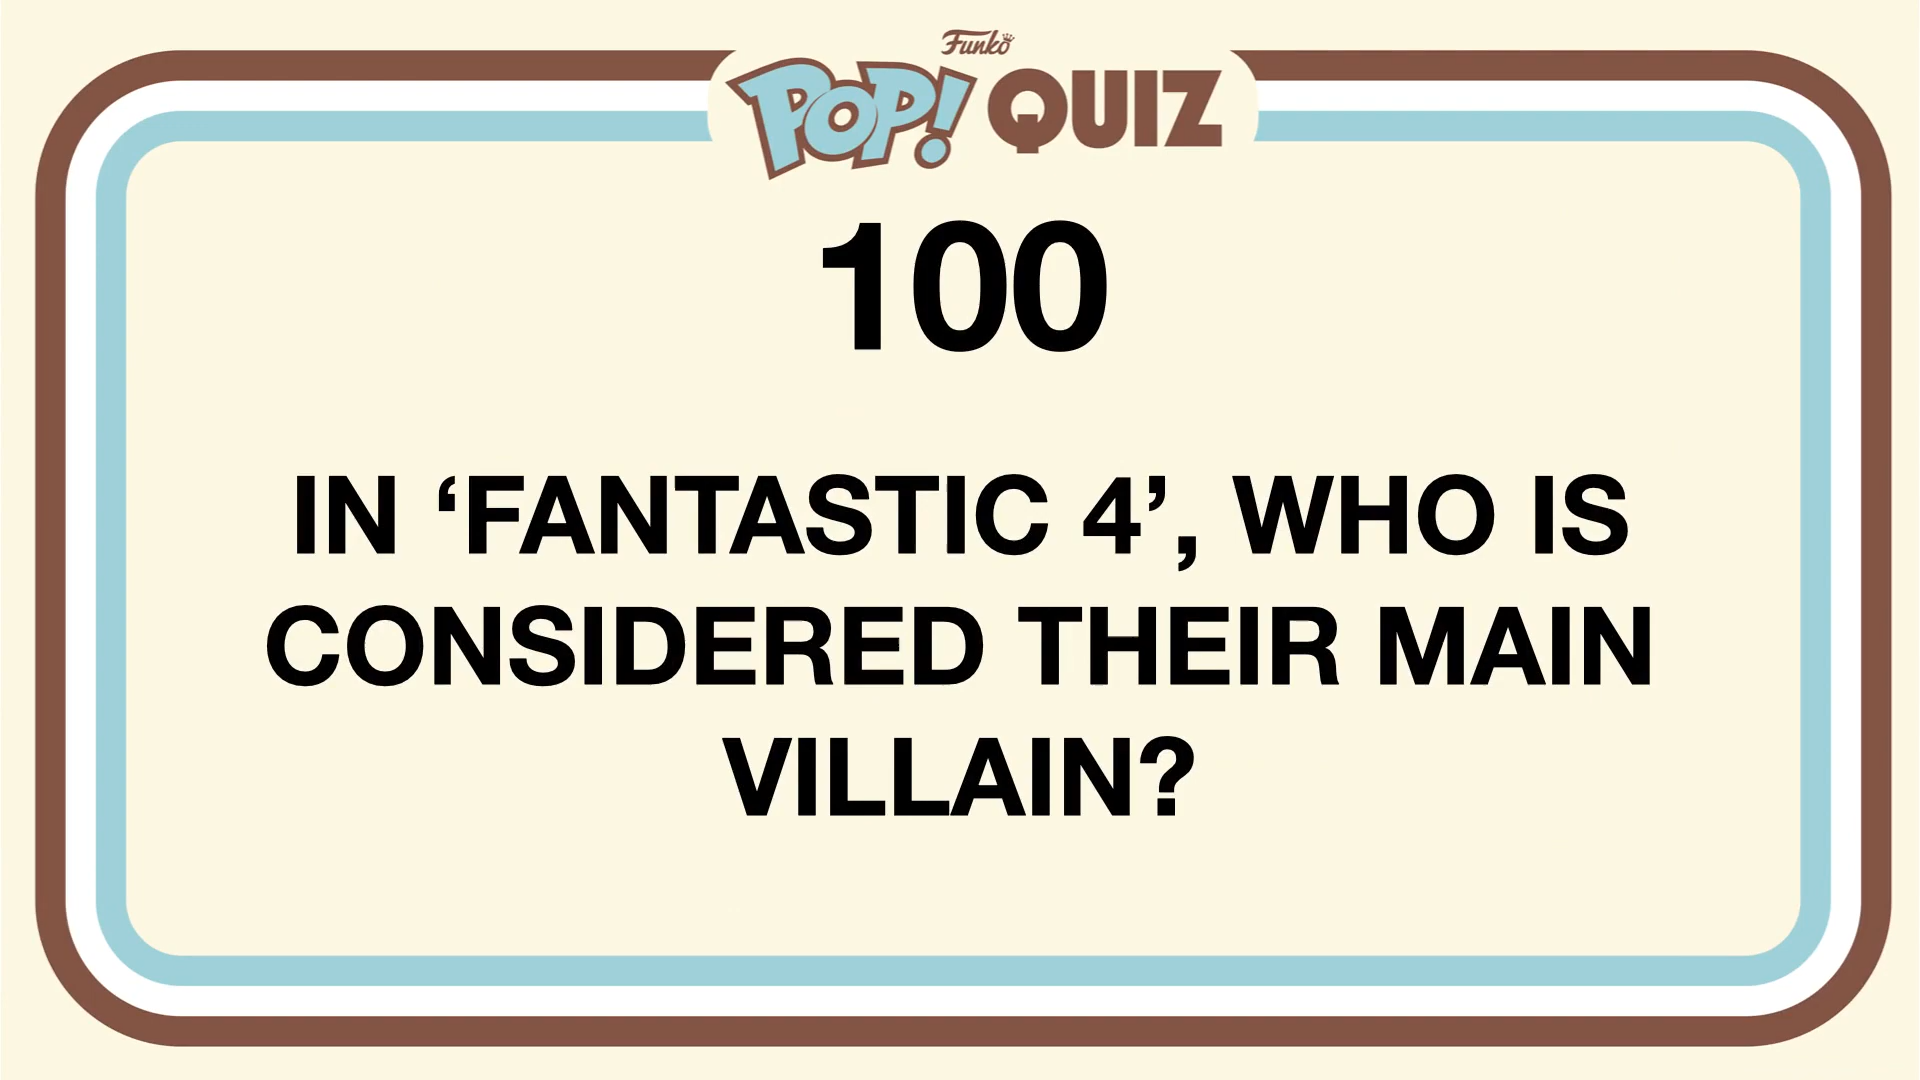 Funko
POP! QUIZ
100
IN ‘FANTASTIC 4’, WHO IS
CONSIDERED THEIR MAIN
VILLAIN?